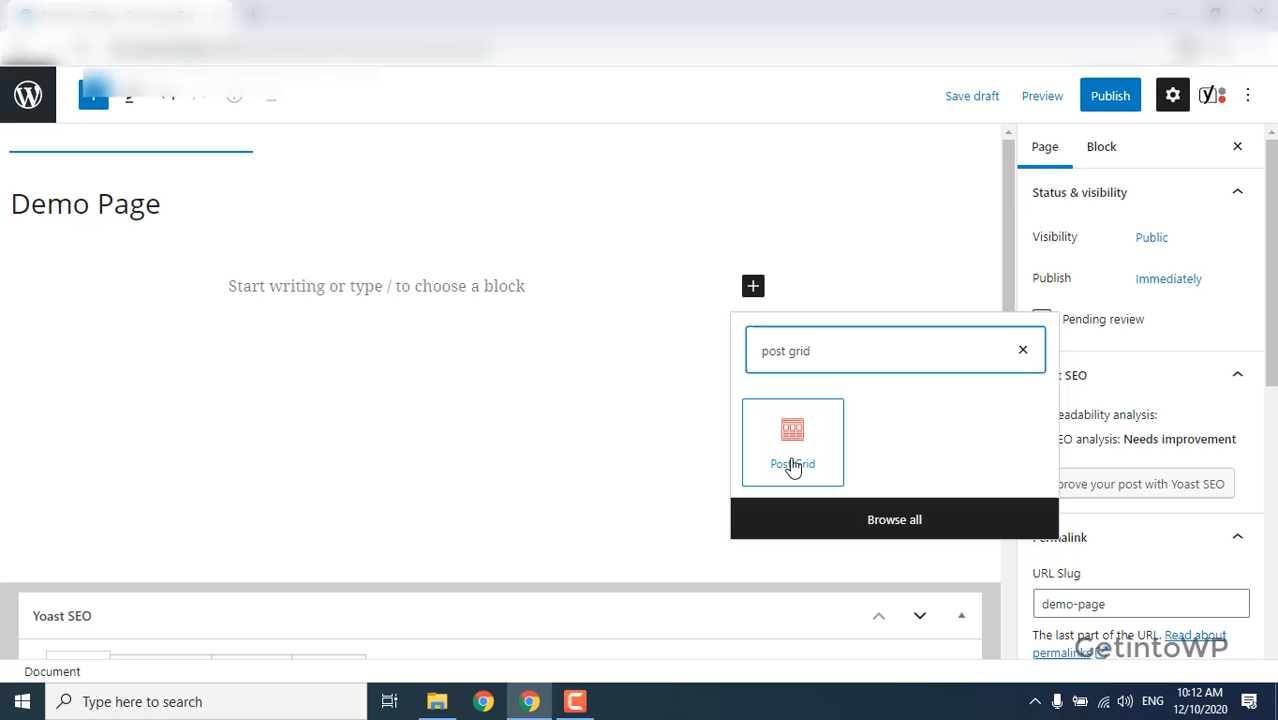 Save draft
Preview
Publish
Page
Block
Status & visibility
Demo Page
Visibility
Public
Start writing or type / to choose a block
Publish
Immediately
Pending review
post grid
SEO
eadability analysis:
EO analysis: Needs improvement
Post Grid
prove your post with Yoast SEO
Browse all
Permalink
URL Slug
demo-page
Yoast SEO
The last part of the URL. Read about
permalinks
GetintoWP
Document
Type here to search
ENG
10:12 AM
12/10/2020